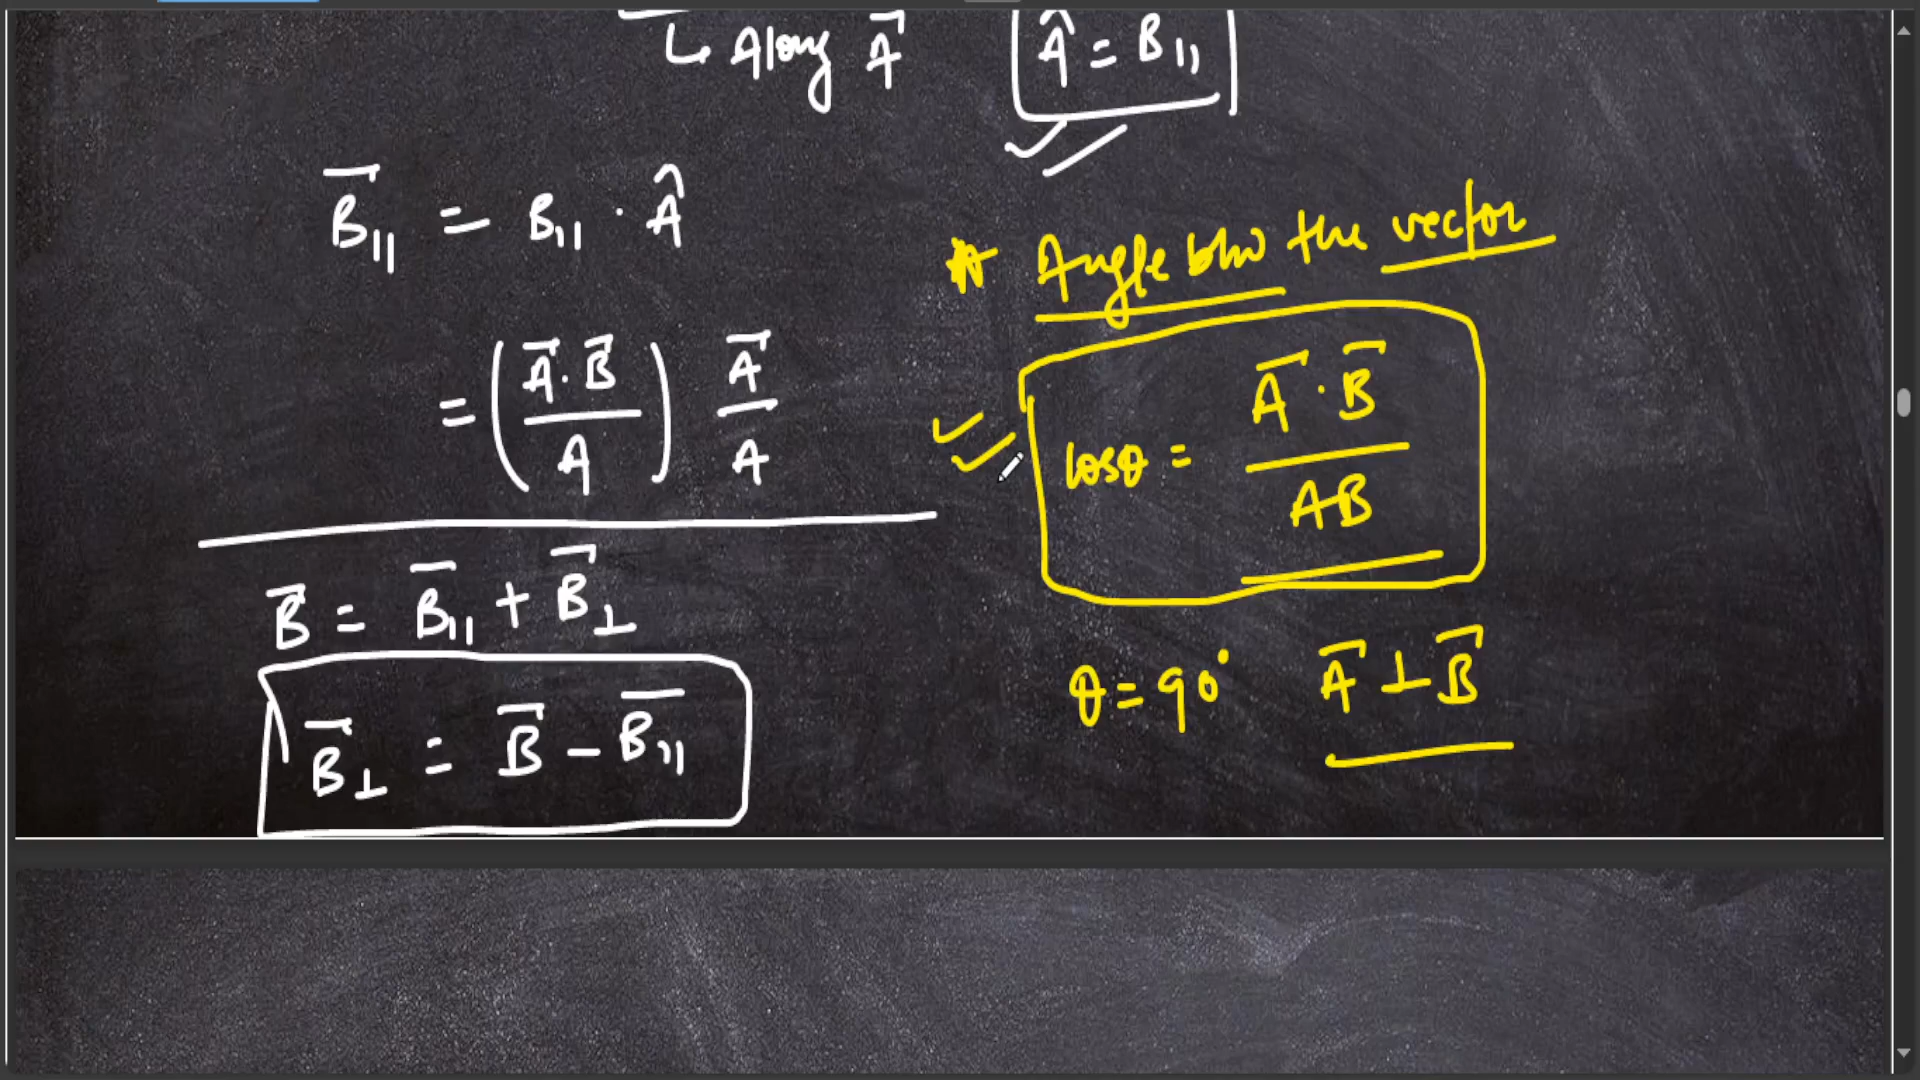 ↳ Along A⃗
Â = B||
B⃗|| = B|| · Â
= (A⃗ · B⃗ / A) A⃗ / A
B⃗ = B⃗|| + B⃗⊥
B⃗⊥ = B⃗ - B⃗||
* Angle b/w the vector
cosθ = A⃗ · B⃗ / AB
θ = 90° A⃗ ⊥ B⃗